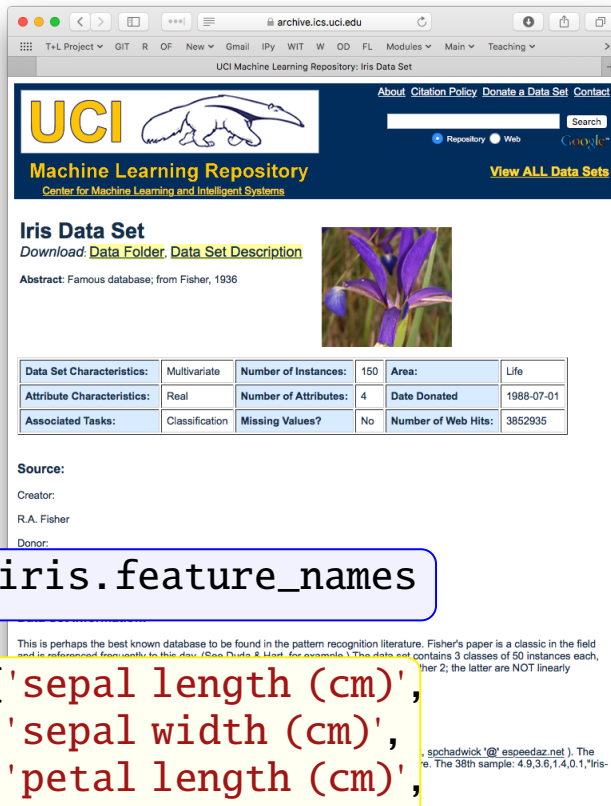 archive.ics.uci.edu
T+L Project GIT R OF New Gmail IPy WIT W OD FL Modules Main Teaching
UCI Machine Learning Repository: Iris Data Set
About Citation Policy Donate a Data Set Contact
UCI
Search
Repository Web Google™
Machine Learning Repository
View ALL Data Sets
Center for Machine Learning and Intelligent Systems
Iris Data Set
Download: Data Folder, Data Set Description
Abstract: Famous database; from Fisher, 1936
Data Set Characteristics: Multivariate Number of Instances: 150 Area: Life
Attribute Characteristics: Real Number of Attributes: 4 Date Donated 1988-07-01
Associated Tasks: Classification Missing Values? No Number of Web Hits: 3852935
Source:
Creator:
R.A. Fisher
Donor:
iris.feature_names
This is perhaps the best known database to be found in the pattern recognition literature. Fisher's paper is a classic in the field
and is referenced frequently to this day. (See Duda & Hart, for example.) The data set contains 3 classes of 50 instances each,
her 2; the latter are NOT linearly
['sepal length (cm)',
'sepal width (cm)',
'petal length (cm)',
, spchadwick '@' espeedaz.net ). The
e. The 38th sample: 4.9,3.6,1.4,0.1,"Iris-